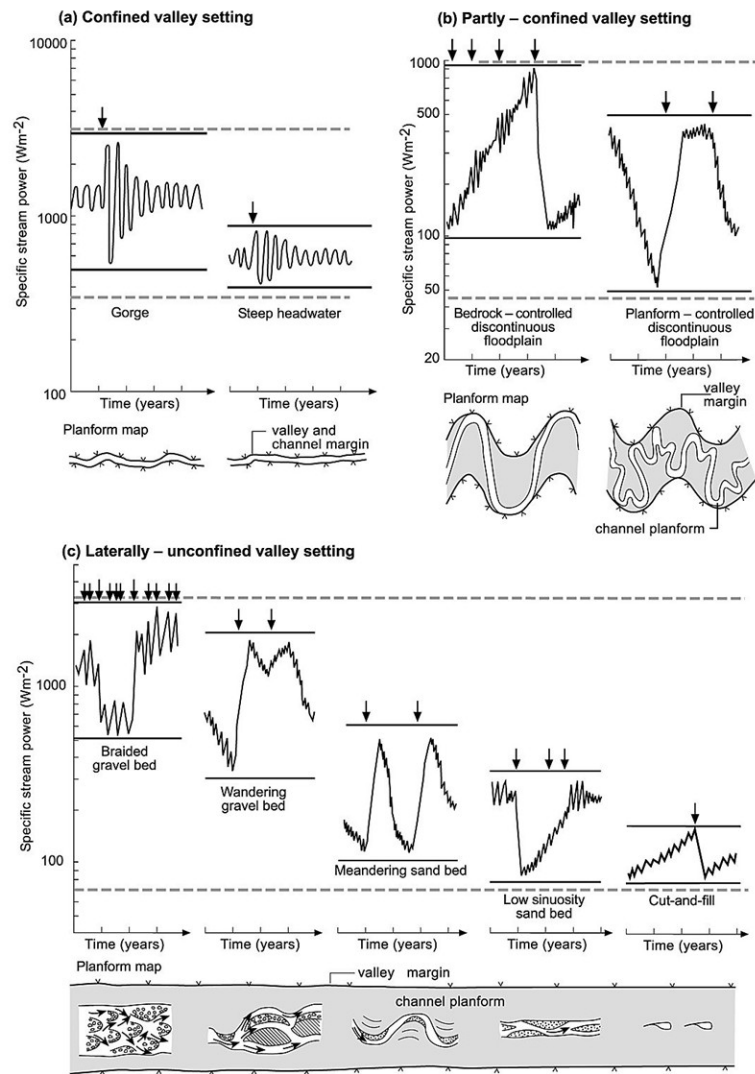 (a) Confined valley setting
10000
1000
100
Specific stream power (Wm-2)
Gorge
Steep headwater
Time (years)
Time (years)
Planform map
valley and
channel margin
(b) Partly – confined valley setting
1000
500
100
50
20
Specific stream power (Wm-2)
Bedrock – controlled
discontinuous
floodplain
Planform – controlled
discontinuous
floodplain
Time (years)
Time (years)
Planform map
valley
margin
channel planform
(c) Laterally – unconfined valley setting
1000
100
Specific stream power (Wm-2)
Braided
gravel bed
Wandering
gravel bed
Meandering sand bed
Low sinuosity
sand bed
Cut-and-fill
Time (years)
Time (years)
Time (years)
Time (years)
Time (years)
Planform map
valley margin
channel planform